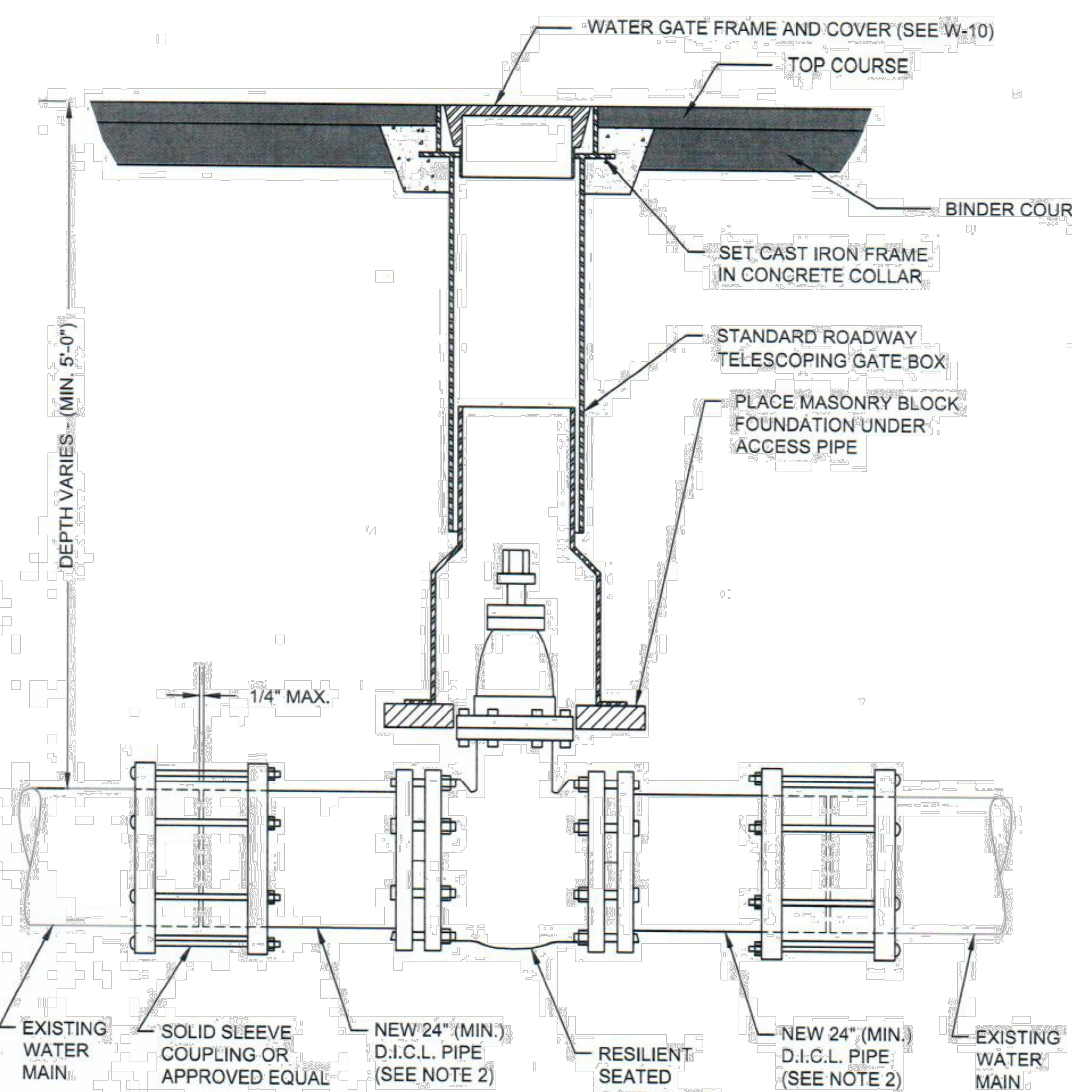 WATER GATE FRAME AND COVER (SEE W-10)
TOP COURSE
BINDER COUR
SET CAST IRON FRAME
IN CONCRETE COLLAR
STANDARD ROADWAY
TELESCOPING GATE BOX
PLACE MASONRY BLOCK
FOUNDATION UNDER
ACCESS PIPE
DEPTH VARIES - (MIN. 5'-0")
1/4" MAX.
EXISTING
WATER
MAIN
SOLID SLEEVE
COUPLING OR
APPROVED EQUAL
NEW 24" (MIN.)
D.I.C.L. PIPE
(SEE NOTE 2)
RESILIENT
SEATED
NEW 24" (MIN.)
D.I.C.L. PIPE
(SEE NOTE 2)
EXISTING
WATER
MAIN